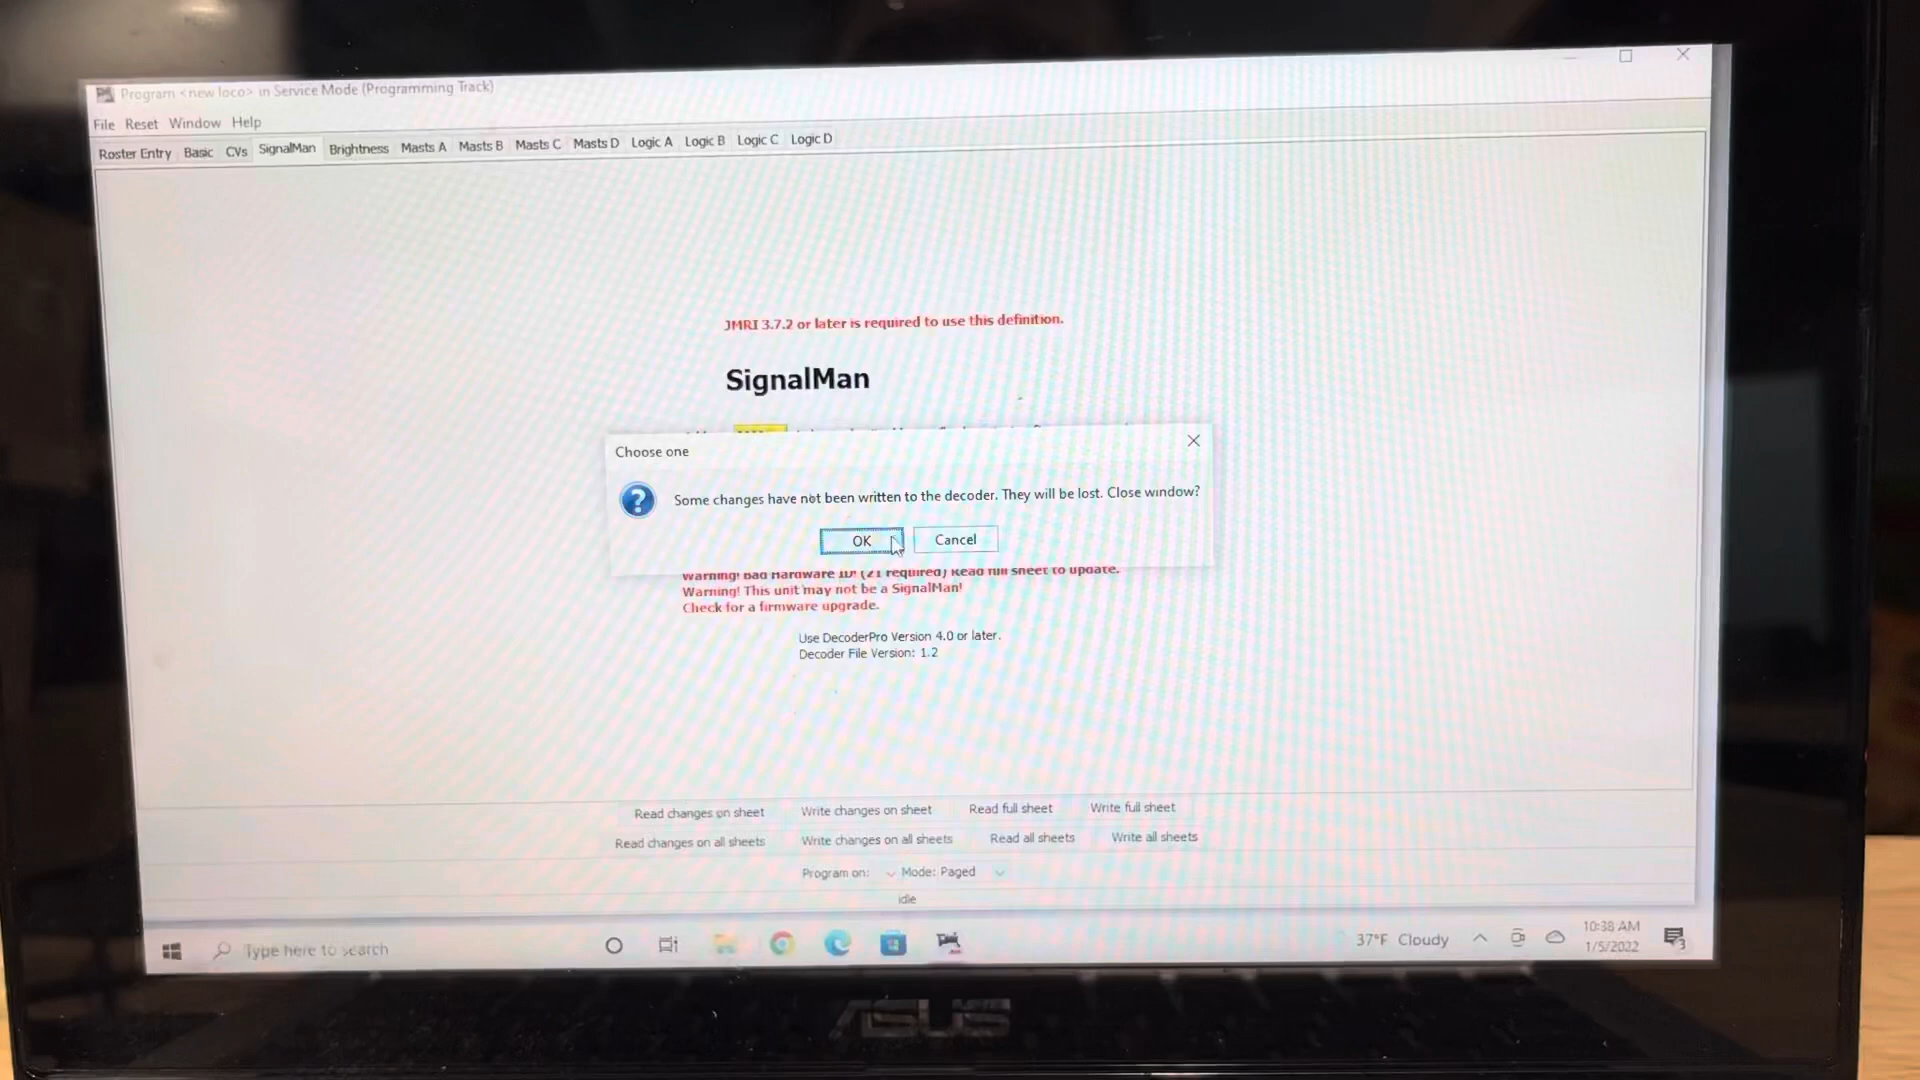 Program <new loco> in Service Mode (Programming Track)
File Reset Window Help
Roster Entry Basic CVs SignalMan Brightness Masts A Masts B Masts C Masts D Logic A Logic B Logic C Logic D
JMRI 3.7.2 or later is required to use this definition.
SignalMan
Choose one
Some changes have not been written to the decoder. They will be lost. Close window?
OK Cancel
Warning! Bad Hardware ID! (21 required) Read full sheet to update.
Warning! This unit may not be a SignalMan!
Check for a firmware upgrade.
Use DecoderPro Version 4.0 or later.
Decoder File Version: 1.2
Read changes on sheet Write changes on sheet Read full sheet Write full sheet
Read changes on all sheets Write changes on all sheets Read all sheets Write all sheets
Program on: Mode: Paged
idle
Type here to search
37°F Cloudy
10:38 AM
1/5/2022
3
ASUS